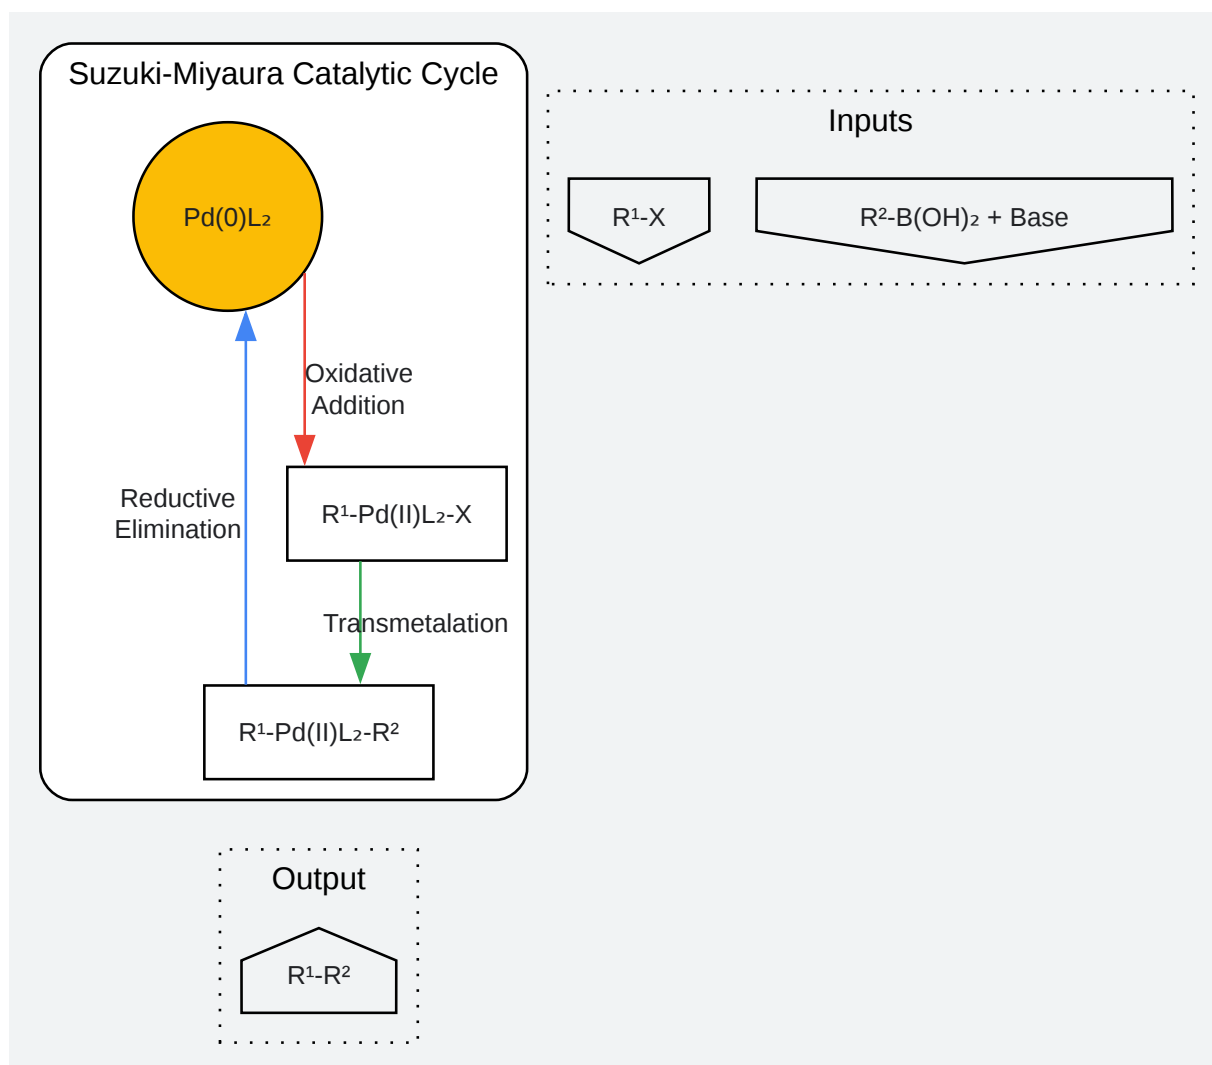 Suzuki-Miyaura Catalytic Cycle
Pd(0)L₂
Oxidative
Addition
Reductive
Elimination
R¹-Pd(II)L₂-X
Transmetalation
R¹-Pd(II)L₂-R²
Inputs
R¹-X
R²-B(OH)₂ + Base
Output
R¹-R²